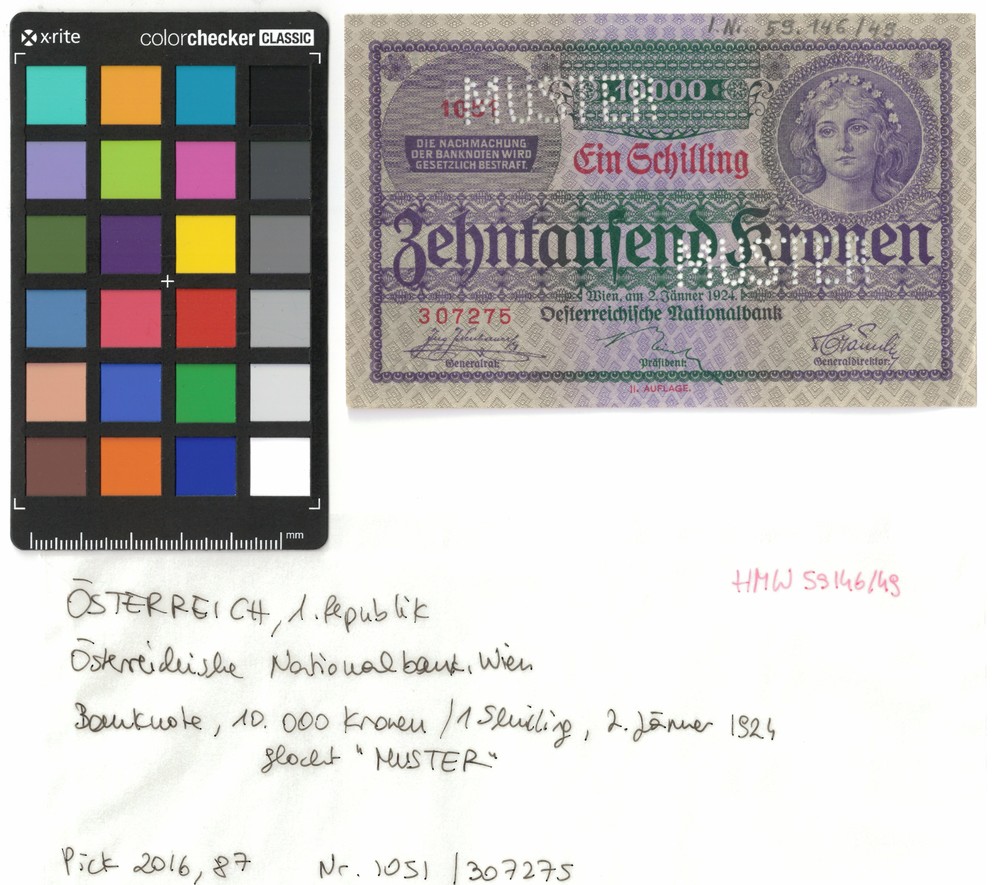 x·rite colorchecker CLASSIC
mm
I. Nr. 59.146/49
MUSTER
1051
10000
DIE NACHMACHUNG
DER BANKNOTEN WIRD
GESETZLICH BESTRAFT.
Ein Schilling
Zehntausend Kronen
MUSTER
Wien, am 2. Jänner 1924.
307275
Oesterreichische Nationalbank
Generalrat
Präsident
Generaldirektor
II. AUFLAGE.
HMW 59146/49
ÖSTERREICH, 1. Republik
Österreichische Nationalbank, Wien
Banknote, 10.000 Kronen / 1 Schilling, 2. Jänner 1924
glocht "MUSTER"
Pick 2016, 87 Nr. 1051 / 307275